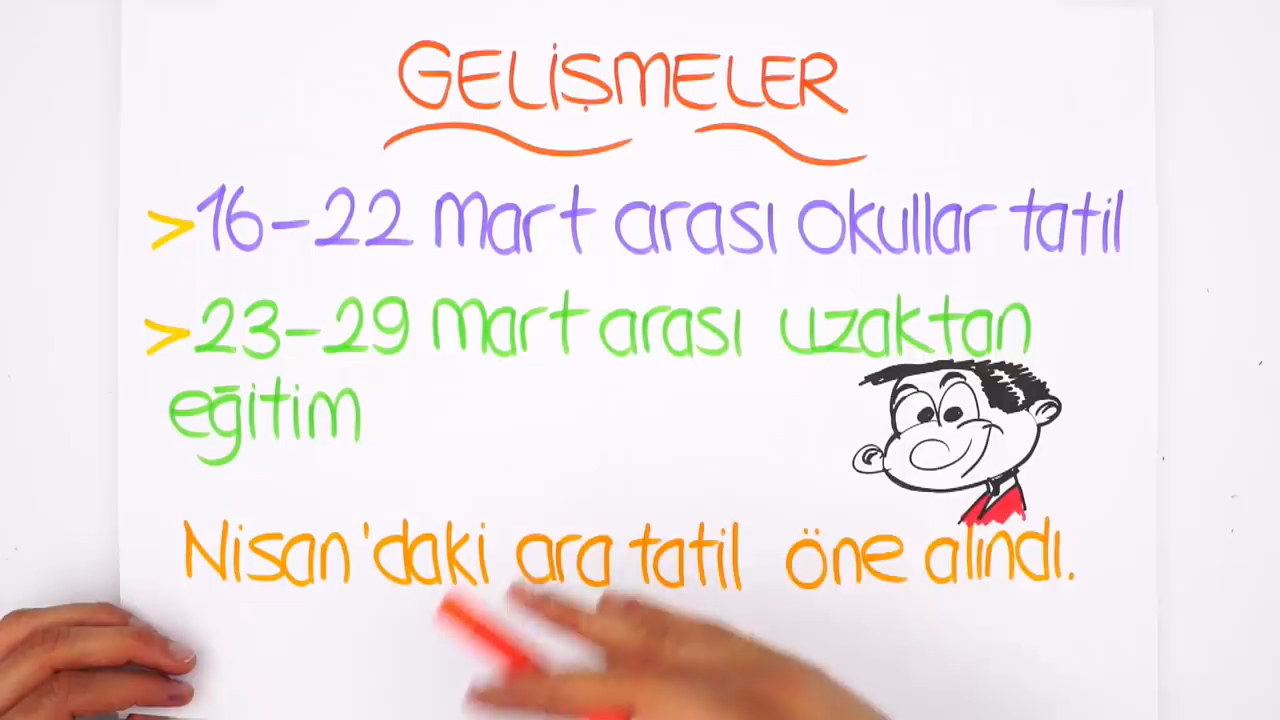 GELİŞMELER
>16-22 Mart arası okullar tatil
>23-29 Mart arası uzaktan
eğitim
Nisan'daki ara tatil öne alındı.